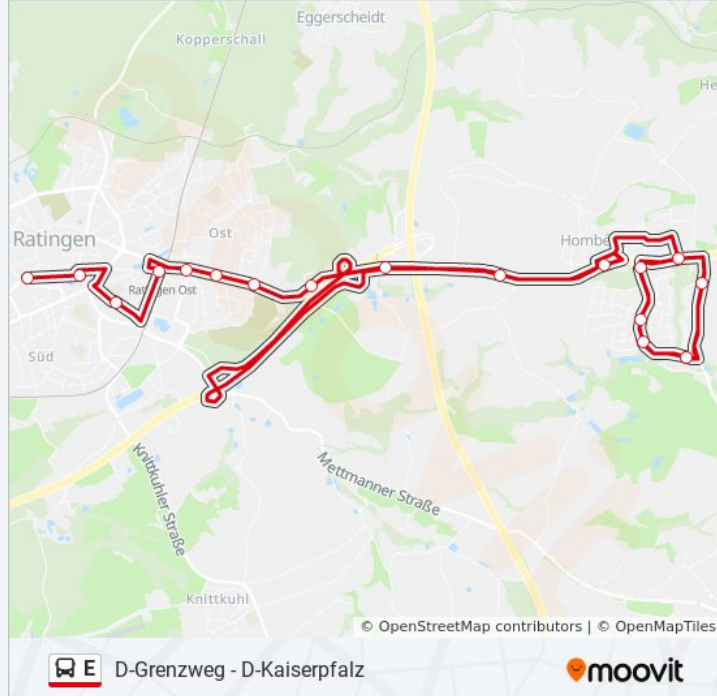 Eggerscheidt
Kopperschall
He
Ratingen
Ost
Hombe
Ratingen Ost
Süd
Mettmanner Straße
Knittkuhler Straße
Knittkuhl
© OpenStreetMap contributors | © OpenMapTiles
E D-Grenzweg - D-Kaiserpfalz
moovit